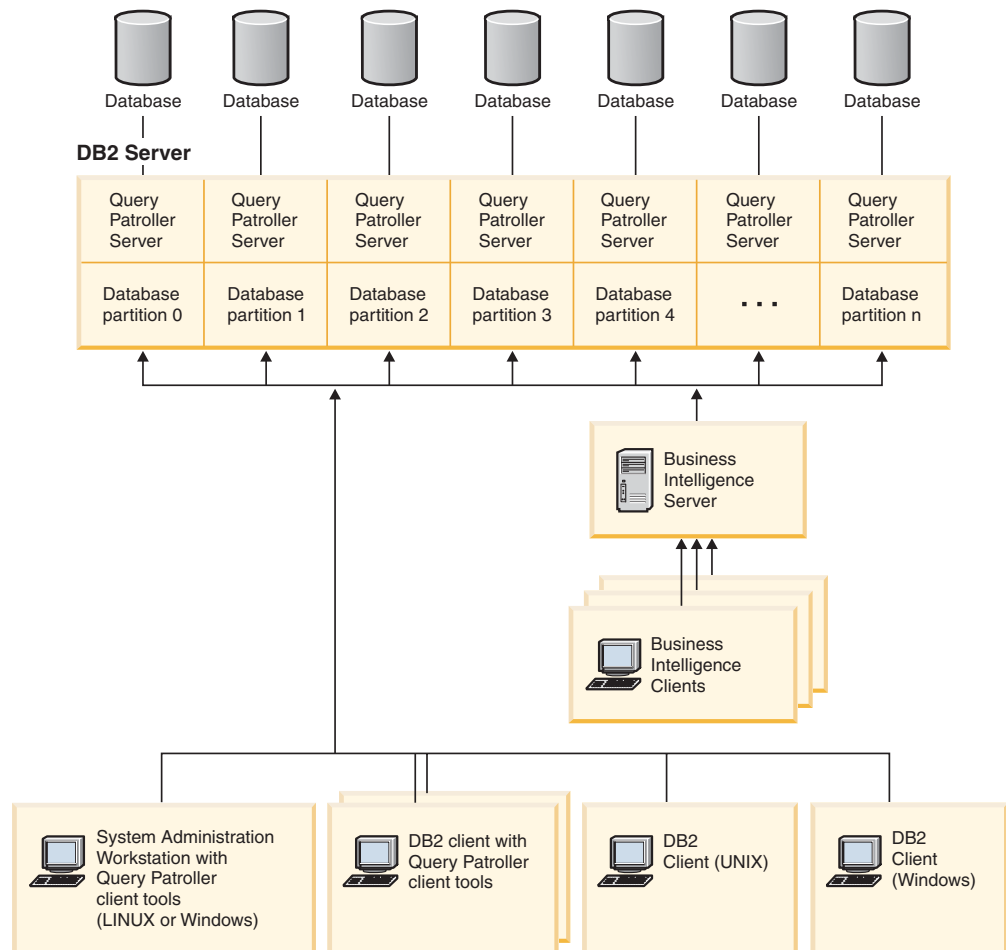 Database Database Database Database Database Database Database
DB2 Server
Query Query Query Query Query Query Query
Patroller Patroller Patroller Patroller Patroller Patroller Patroller
Server Server Server Server Server Server Server
Database Database Database Database Database . . . Database
partition 0 partition 1 partition 2 partition 3 partition 4 partition n
Business
Intelligence
Server
Business
Intelligence
Clients
System Administration
Workstation with
Query Patroller
client tools
(LINUX or Windows)
DB2 client with
Query Patroller
client tools
DB2
Client (UNIX)
DB2
Client
(Windows)